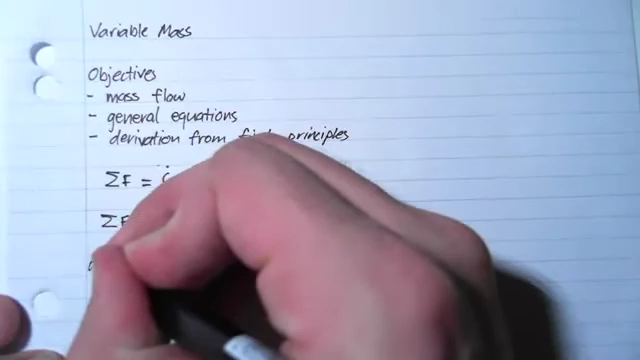 Variable Mass
Objectives
- mass flow
- general equations
- derivation from principles
ΣF =
ΣF